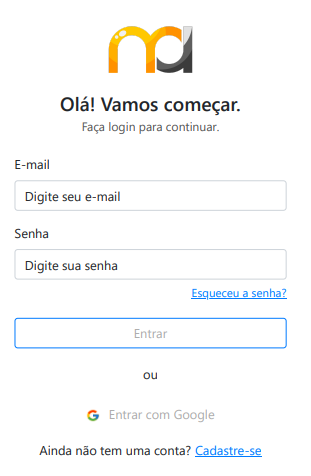 Olá! Vamos começar.
Faça login para continuar.
E-mail
Digite seu e-mail
Senha
Digite sua senha
Esqueceu a senha?
Entrar
ou
Entrar com Google
Ainda não tem uma conta? Cadastre-se